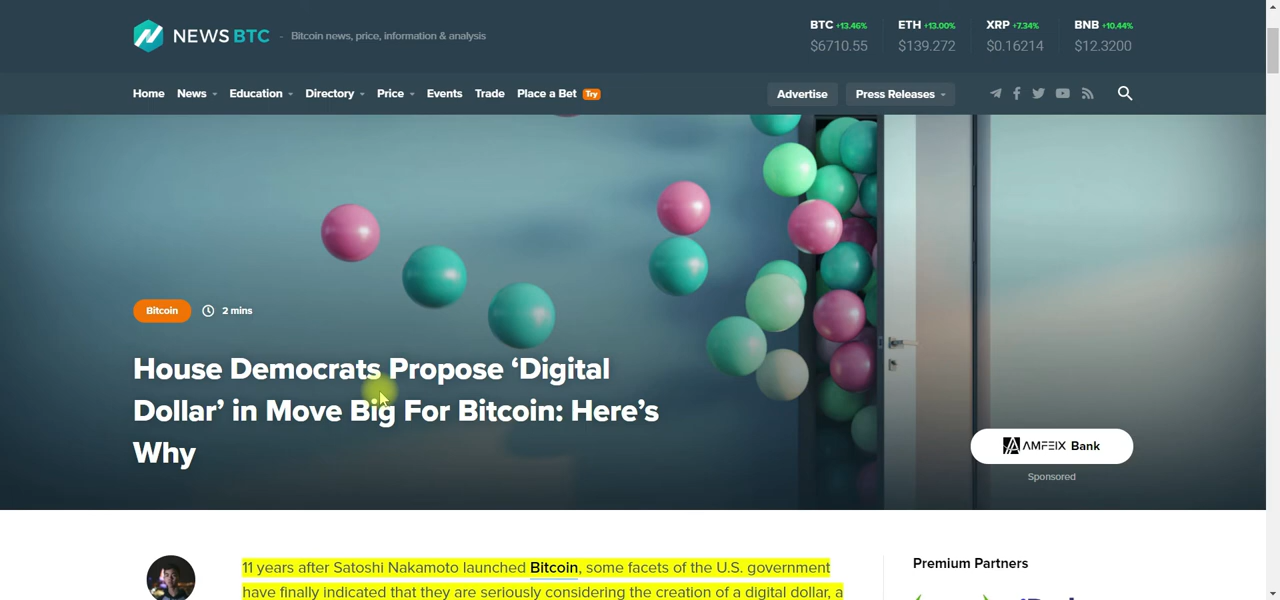 NEWS BTC - Bitcoin news, price, information & analysis
BTC +13.46% ETH +13.00% XRP +7.34% BNB +10.44%
$6710.55 $139.272 $0.16214 $12.3200
Home News Education Directory Price Events Trade Place a Bet Try Advertise Press Releases
Bitcoin 2 mins
House Democrats Propose ‘Digital
Dollar’ in Move Big For Bitcoin: Here’s
Why
AMFEIX Bank
Sponsored
11 years after Satoshi Nakamoto launched Bitcoin, some facets of the U.S. government
have finally indicated that they are seriously considering the creation of a digital dollar, a
Premium Partners